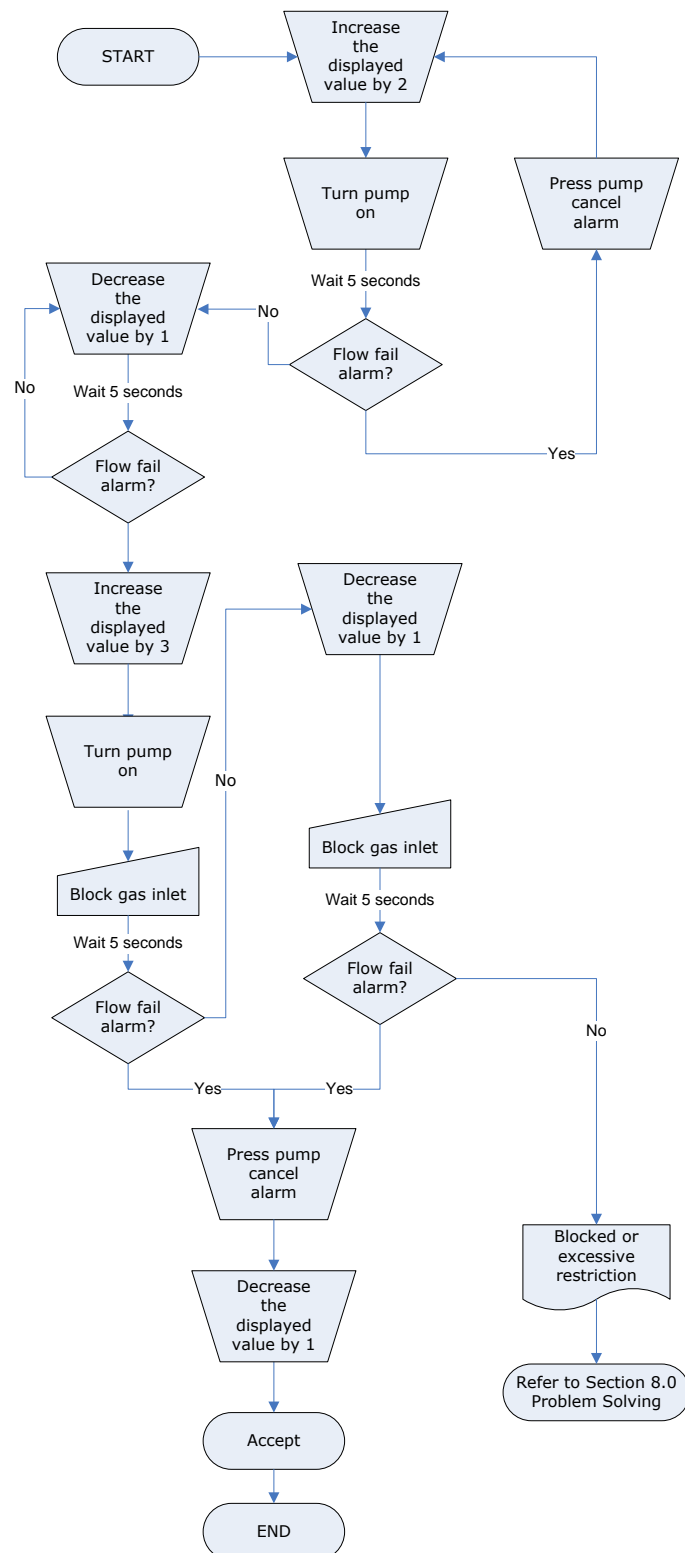 START
Increase
the
displayed
value by 2
Turn pump
on
Press pump
cancel
alarm
Wait 5 seconds
Flow fail
alarm?
No
Yes
Decrease
the
displayed
value by 1
No
Wait 5 seconds
Flow fail
alarm?
Increase
the
displayed
value by 3
Turn pump
on
Block gas inlet
Wait 5 seconds
Flow fail
alarm?
No
Decrease
the
displayed
value by 1
Block gas inlet
Wait 5 seconds
Flow fail
alarm?
No
Yes
Yes
Press pump
cancel
alarm
Decrease
the
displayed
value by 1
Accept
END
Blocked or
excessive
restriction
Refer to Section 8.0
Problem Solving